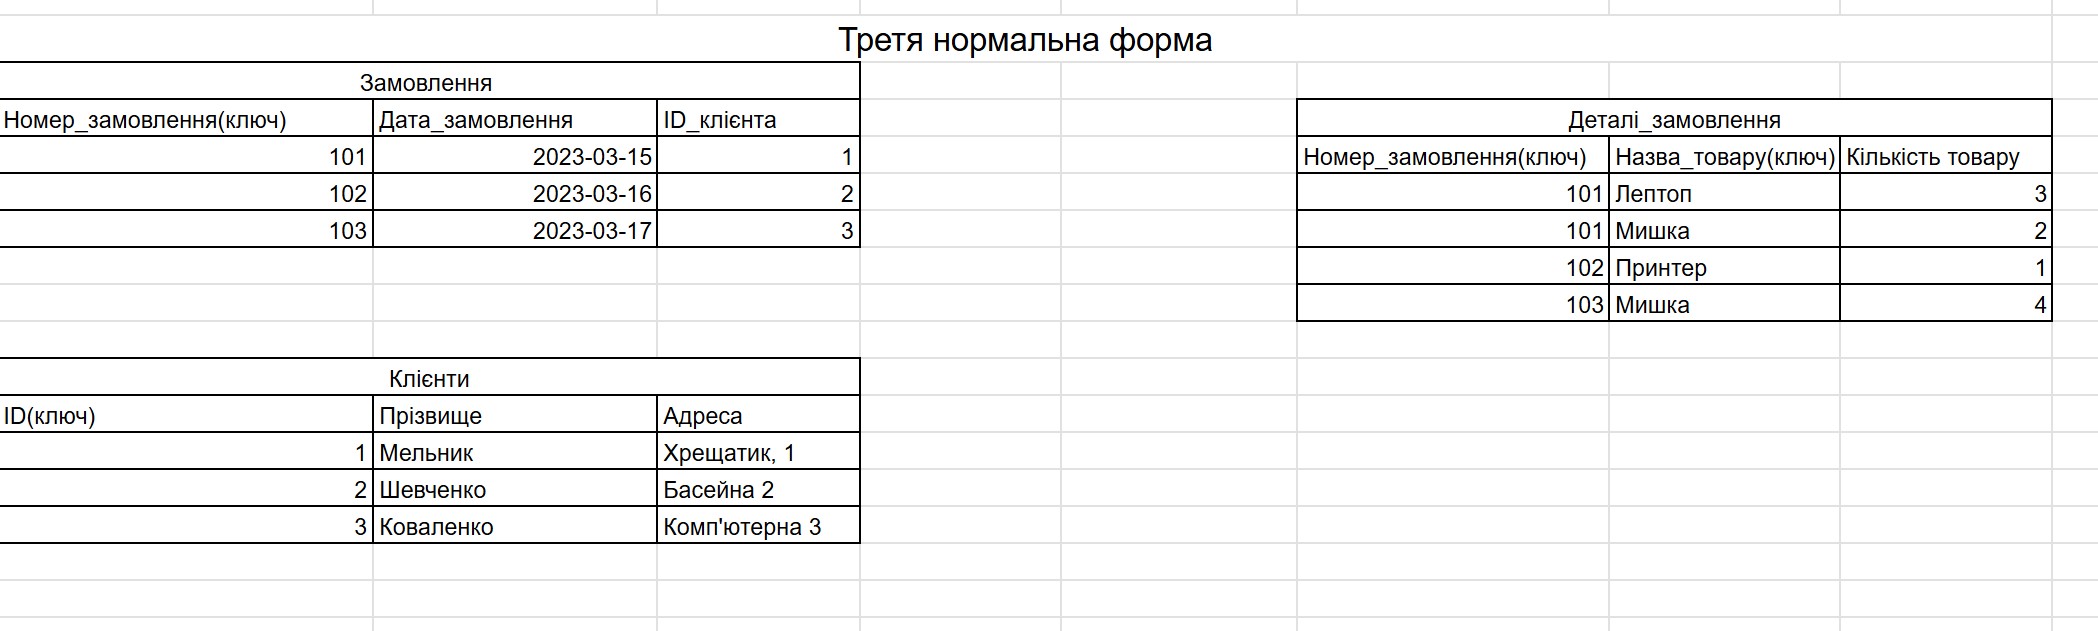 Третя нормальна форма
Замовлення
Номер_замовлення(ключ) Дата_замовлення ID_клієнта
101 2023-03-15 1
102 2023-03-16 2
103 2023-03-17 3
Деталі_замовлення
Номер_замовлення(ключ) Назва_товару(ключ) Кількість товару
101 Лептоп 3
101 Мишка 2
102 Принтер 1
103 Мишка 4
Клієнти
ID(ключ) Прізвище Адреса
1 Мельник Хрещатик, 1
2 Шевченко Басейна 2
3 Коваленко Комп'ютерна 3